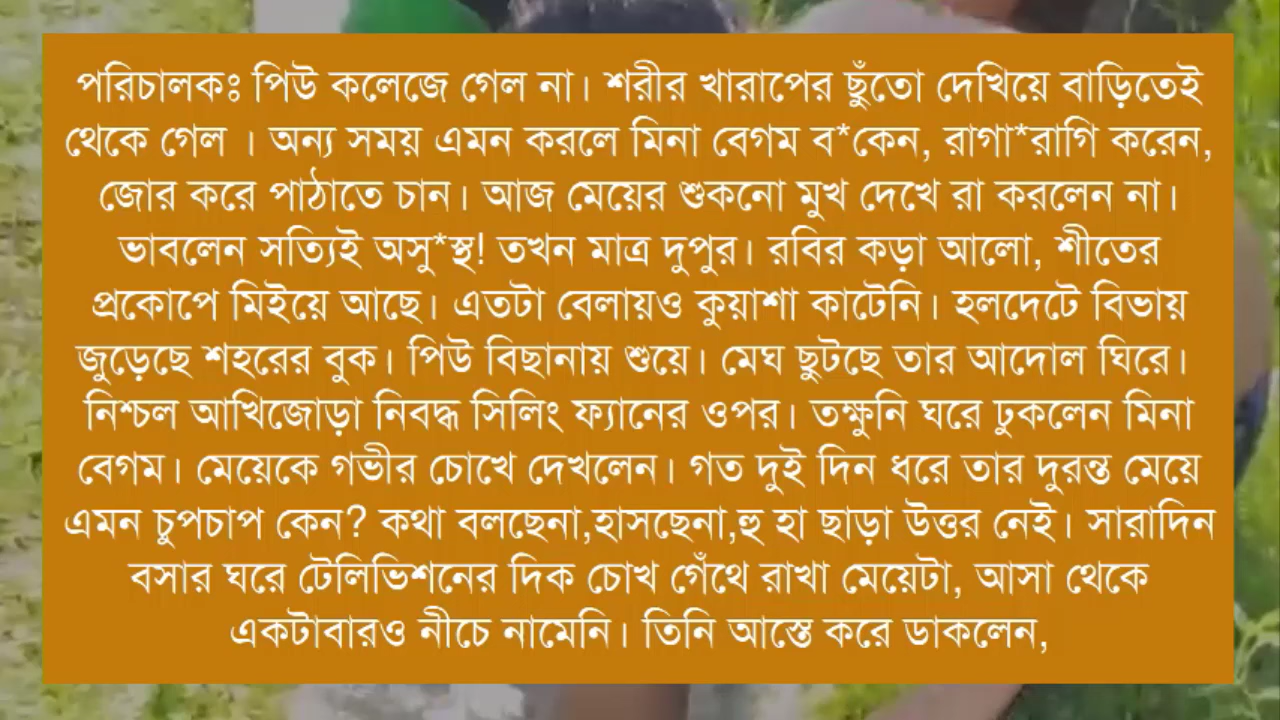 পরিচালকঃ পিউ কলেজে গেল না। শরীর খারাপের ছুঁতো দেখিয়ে বাড়িতেই
থেকে গেল । অন্য সময় এমন করলে মিনা বেগম ব*কেন, রাগা*রাগি করেন,
জোর করে পাঠাতে চান। আজ মেয়ের শুকনো মুখ দেখে রা করলেন না।
ভাবলেন সত্যিই অসু*স্থ! তখন মাত্র দুপুর। রবির কড়া আলো, শীতের
প্রকোপে মিইয়ে আছে। এতটা বেলায়ও কুয়াশা কাটেনি। হলদেটে বিভায়
জুড়েছে শহরের বুক। পিউ বিছানায় শুয়ে। মেঘ ছুটছে তার আদোল ঘিরে।
নিশ্চল আখিজোড়া নিবদ্ধ সিলিং ফ্যানের ওপর। তক্ষুনি ঘরে ঢুকলেন মিনা
বেগম। মেয়েকে গভীর চোখে দেখলেন। গত দুই দিন ধরে তার দুরন্ত মেয়ে
এমন চুপচাপ কেন? কথা বলছেনা,হাসছেনা,হু হা ছাড়া উত্তর নেই। সারাদিন
বসার ঘরে টেলিভিশনের দিক চোখ গেঁথে রাখা মেয়েটা, আসা থেকে
একটাবারও নীচে নামেনি। তিনি আস্তে করে ডাকলেন,